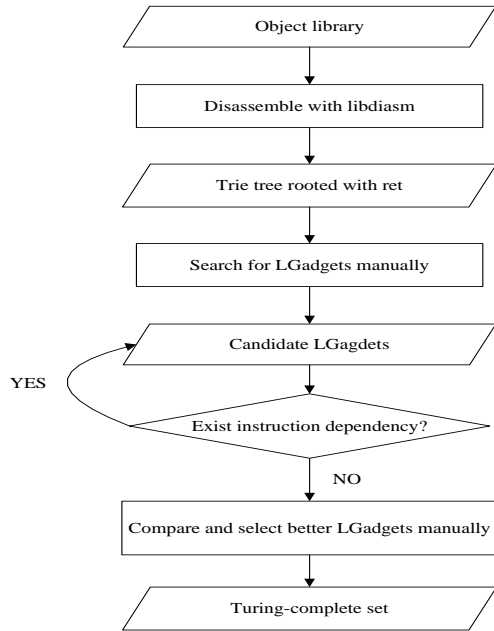 Object library
Disassemble with libdiasm
Trie tree rooted with ret
Search for LGadgets manually
Candidate LGagdets
YES
Exist instruction dependency?
NO
Compare and select better LGadgets manually
Turing-complete set